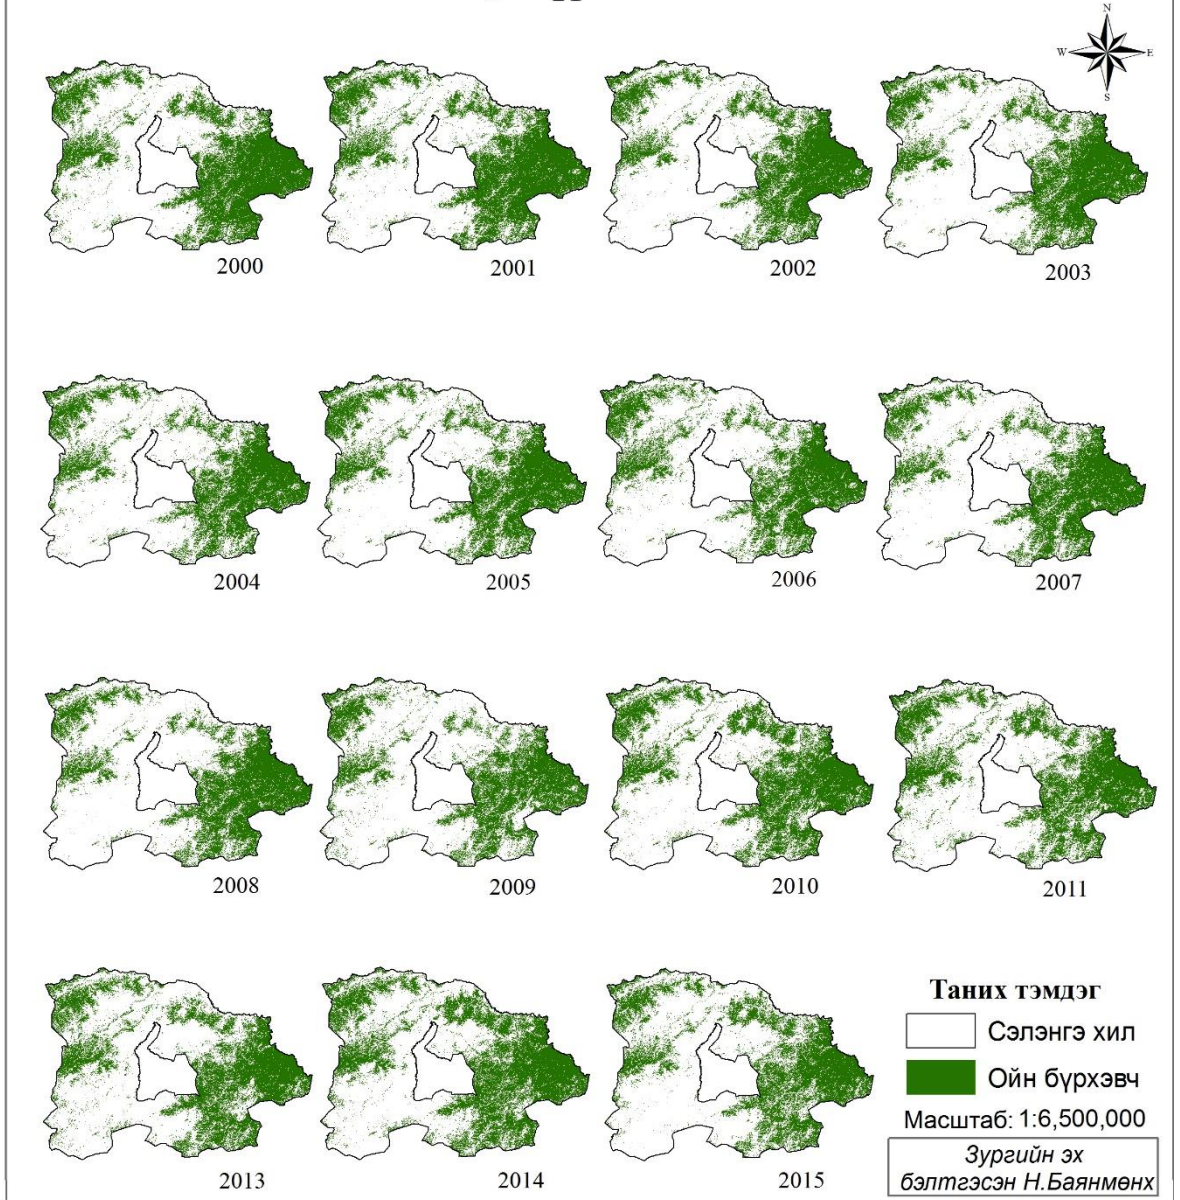 N
W E
S
2000 2001 2002 2003
2004 2005 2006 2007
2008 2009 2010 2011
2013 2014 2015
Таних тэмдэг
Сэлэнгэ хил
Ойн бүрхэвч
Масштаб: 1:6,500,000
Зургийн эх
бэлтгэсэн Н.Баянмөнх